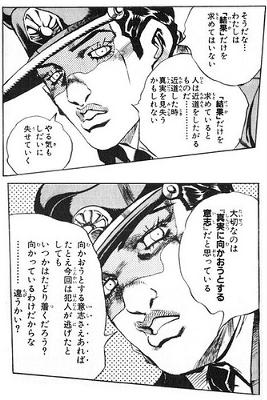 そうだな…
わたしは
「結果」だけを
求めてはいない
「結果」だけを
求めていると
人は近道をしたがる
ものだ…………
近道した時
真実を見失う
かもしれない
やる気も
しだいに
失せていく
大切なのは
『真実に向かおうとする
意志』だと思っている
向かおうとする意志さえあれば
たとえ今回は犯人が逃げたと
しても
いつかはたどり着くだろう？
向かっているわけだからな
……違うかい？